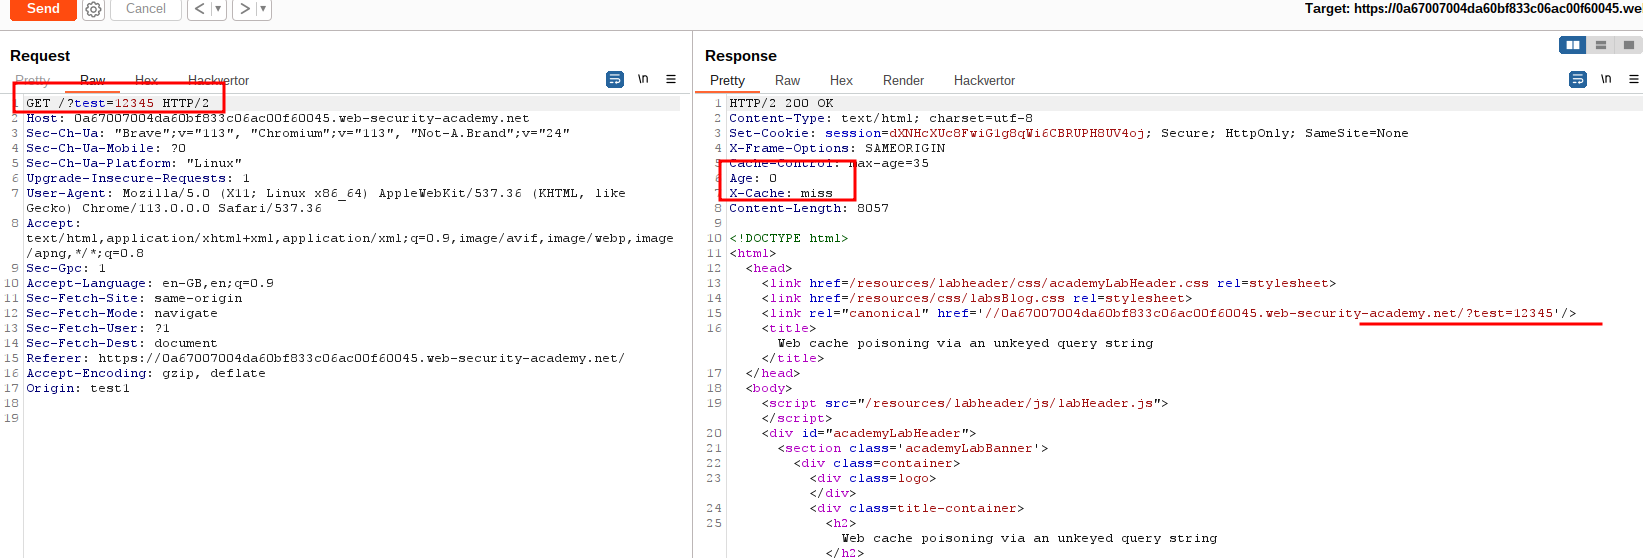 Send
Cancel
< ▾
> ▾
Target: https://0a67007004da60bf833c06ac00f60045.we
Request
Pretty Raw Hex Hackvertor
\n
1 GET /?test=12345 HTTP/2
2 Host: 0a67007004da60bf833c06ac00f60045.web-security-academy.net
3 Sec-Ch-Ua: "Brave";v="113", "Chromium";v="113", "Not-A.Brand";v="24"
4 Sec-Ch-Ua-Mobile: ?0
5 Sec-Ch-Ua-Platform: "Linux"
6 Upgrade-Insecure-Requests: 1
7 User-Agent: Mozilla/5.0 (X11; Linux x86_64) AppleWebKit/537.36 (KHTML, like
Gecko) Chrome/113.0.0.0 Safari/537.36
8 Accept:
text/html,application/xhtml+xml,application/xml;q=0.9,image/avif,image/webp,image
/apng,*/*;q=0.8
9 Sec-Gpc: 1
10 Accept-Language: en-GB,en;q=0.9
11 Sec-Fetch-Site: same-origin
12 Sec-Fetch-Mode: navigate
13 Sec-Fetch-User: ?1
14 Sec-Fetch-Dest: document
15 Referer: https://0a67007004da60bf833c06ac00f60045.web-security-academy.net/
16 Accept-Encoding: gzip, deflate
17 Origin: test1
18
19
Response
Pretty Raw Hex Render Hackvertor
\n
1 HTTP/2 200 OK
2 Content-Type: text/html; charset=utf-8
3 Set-Cookie: session=dXNHcXUc8FwiG1g8qWi6CBRUPH8UV4oj; Secure; HttpOnly; SameSite=None
4 X-Frame-Options: SAMEORIGIN
5 Cache-Control: max-age=35
6 Age: 0
7 X-Cache: miss
8 Content-Length: 8057
9
10 <!DOCTYPE html>
11 <html>
12 <head>
13 <link href=/resources/labheader/css/academyLabHeader.css rel=stylesheet>
14 <link href=/resources/css/labsBlog.css rel=stylesheet>
15 <link rel="canonical" href='//0a67007004da60bf833c06ac00f60045.web-security-academy.net/?test=12345'/>
16 <title>
Web cache poisoning via an unkeyed query string
</title>
17 </head>
18 <body>
19 <script src="/resources/labheader/js/labHeader.js">
</script>
20 <div id="academyLabHeader">
21 <section class='academyLabBanner'>
22 <div class=container>
23 <div class=logo>
</div>
24 <div class=title-container>
25 <h2>
Web cache poisoning via an unkeyed query string
</h2>